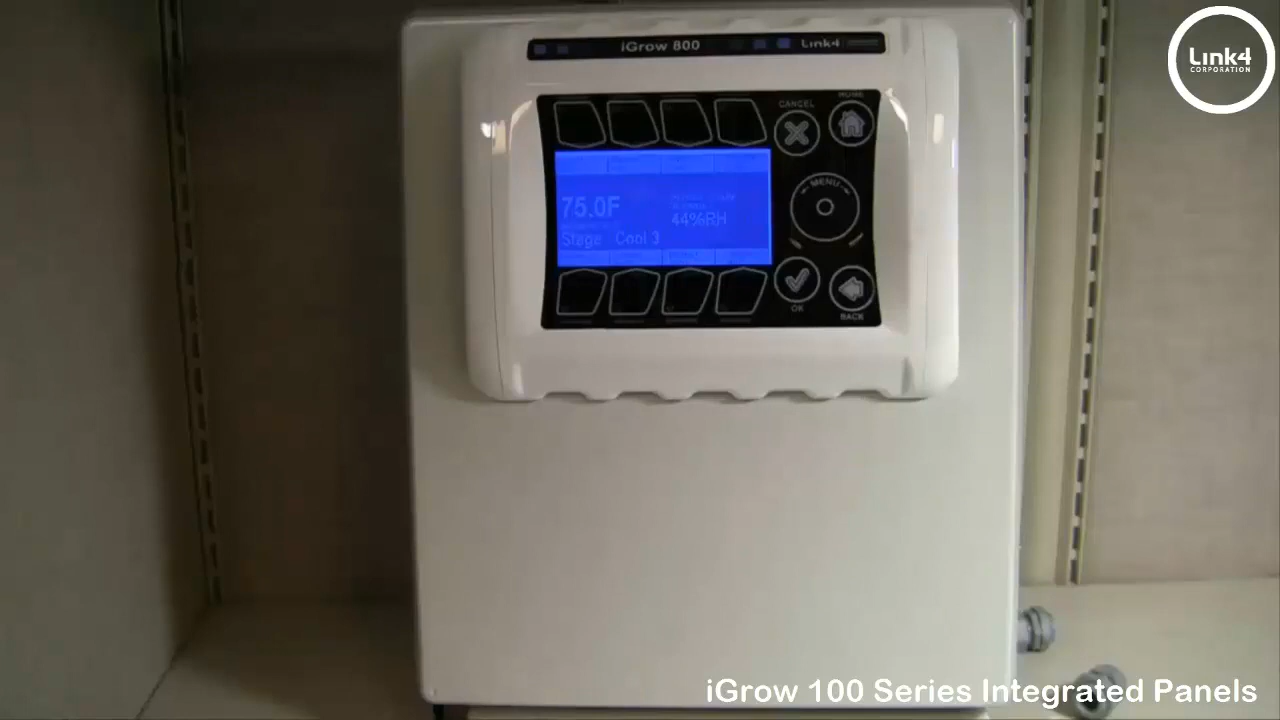 iGrow 800
Link4
Link4
CORPORATION
CANCEL
HOME
MENU
75.0F
44%RH
Stage Cool 3
OK
BACK
iGrow 100 Series Integrated Panels